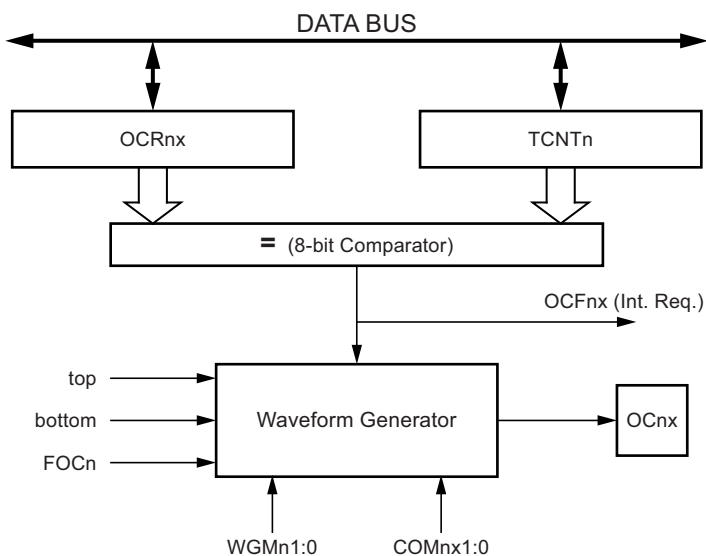 DATA BUS
OCRnx
TCNTn
= (8-bit Comparator)
OCFnx (Int. Req.)
top
bottom
FOCn
Waveform Generator
OCnx
WGMn1:0
COMnx1:0